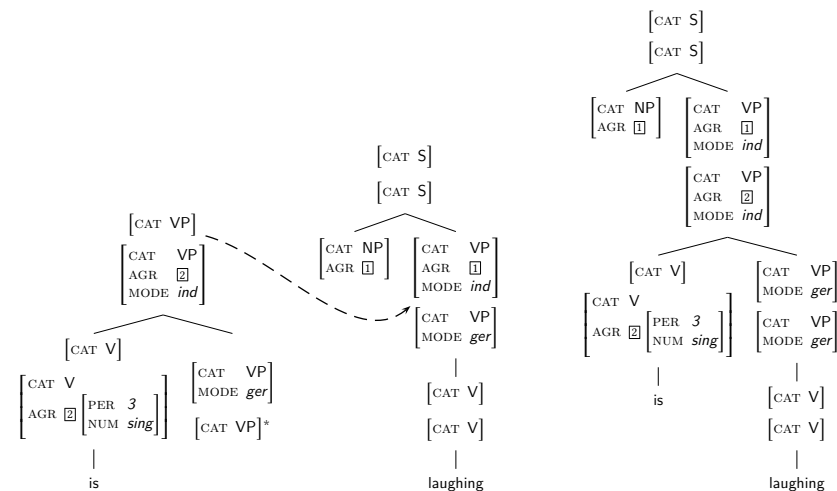 [CAT VP]
[CAT VP
AGR 2
MODE ind]
[CAT V]
[CAT V
AGR 2 [PER 3
NUM sing]]
is
[CAT VP
MODE ger]
[CAT VP]*
[CAT S]
[CAT S]
[CAT NP
AGR 1]
[CAT VP
AGR 1
MODE ind]
[CAT VP
MODE ger]
[CAT V]
[CAT V]
laughing
[CAT S]
[CAT S]
[CAT NP
AGR 1]
[CAT VP
AGR 1
MODE ind]
[CAT VP
AGR 2
MODE ind]
[CAT V]
[CAT V
AGR 2 [PER 3
NUM sing]]
is
[CAT VP
MODE ger]
[CAT VP
MODE ger]
[CAT V]
[CAT V]
laughing